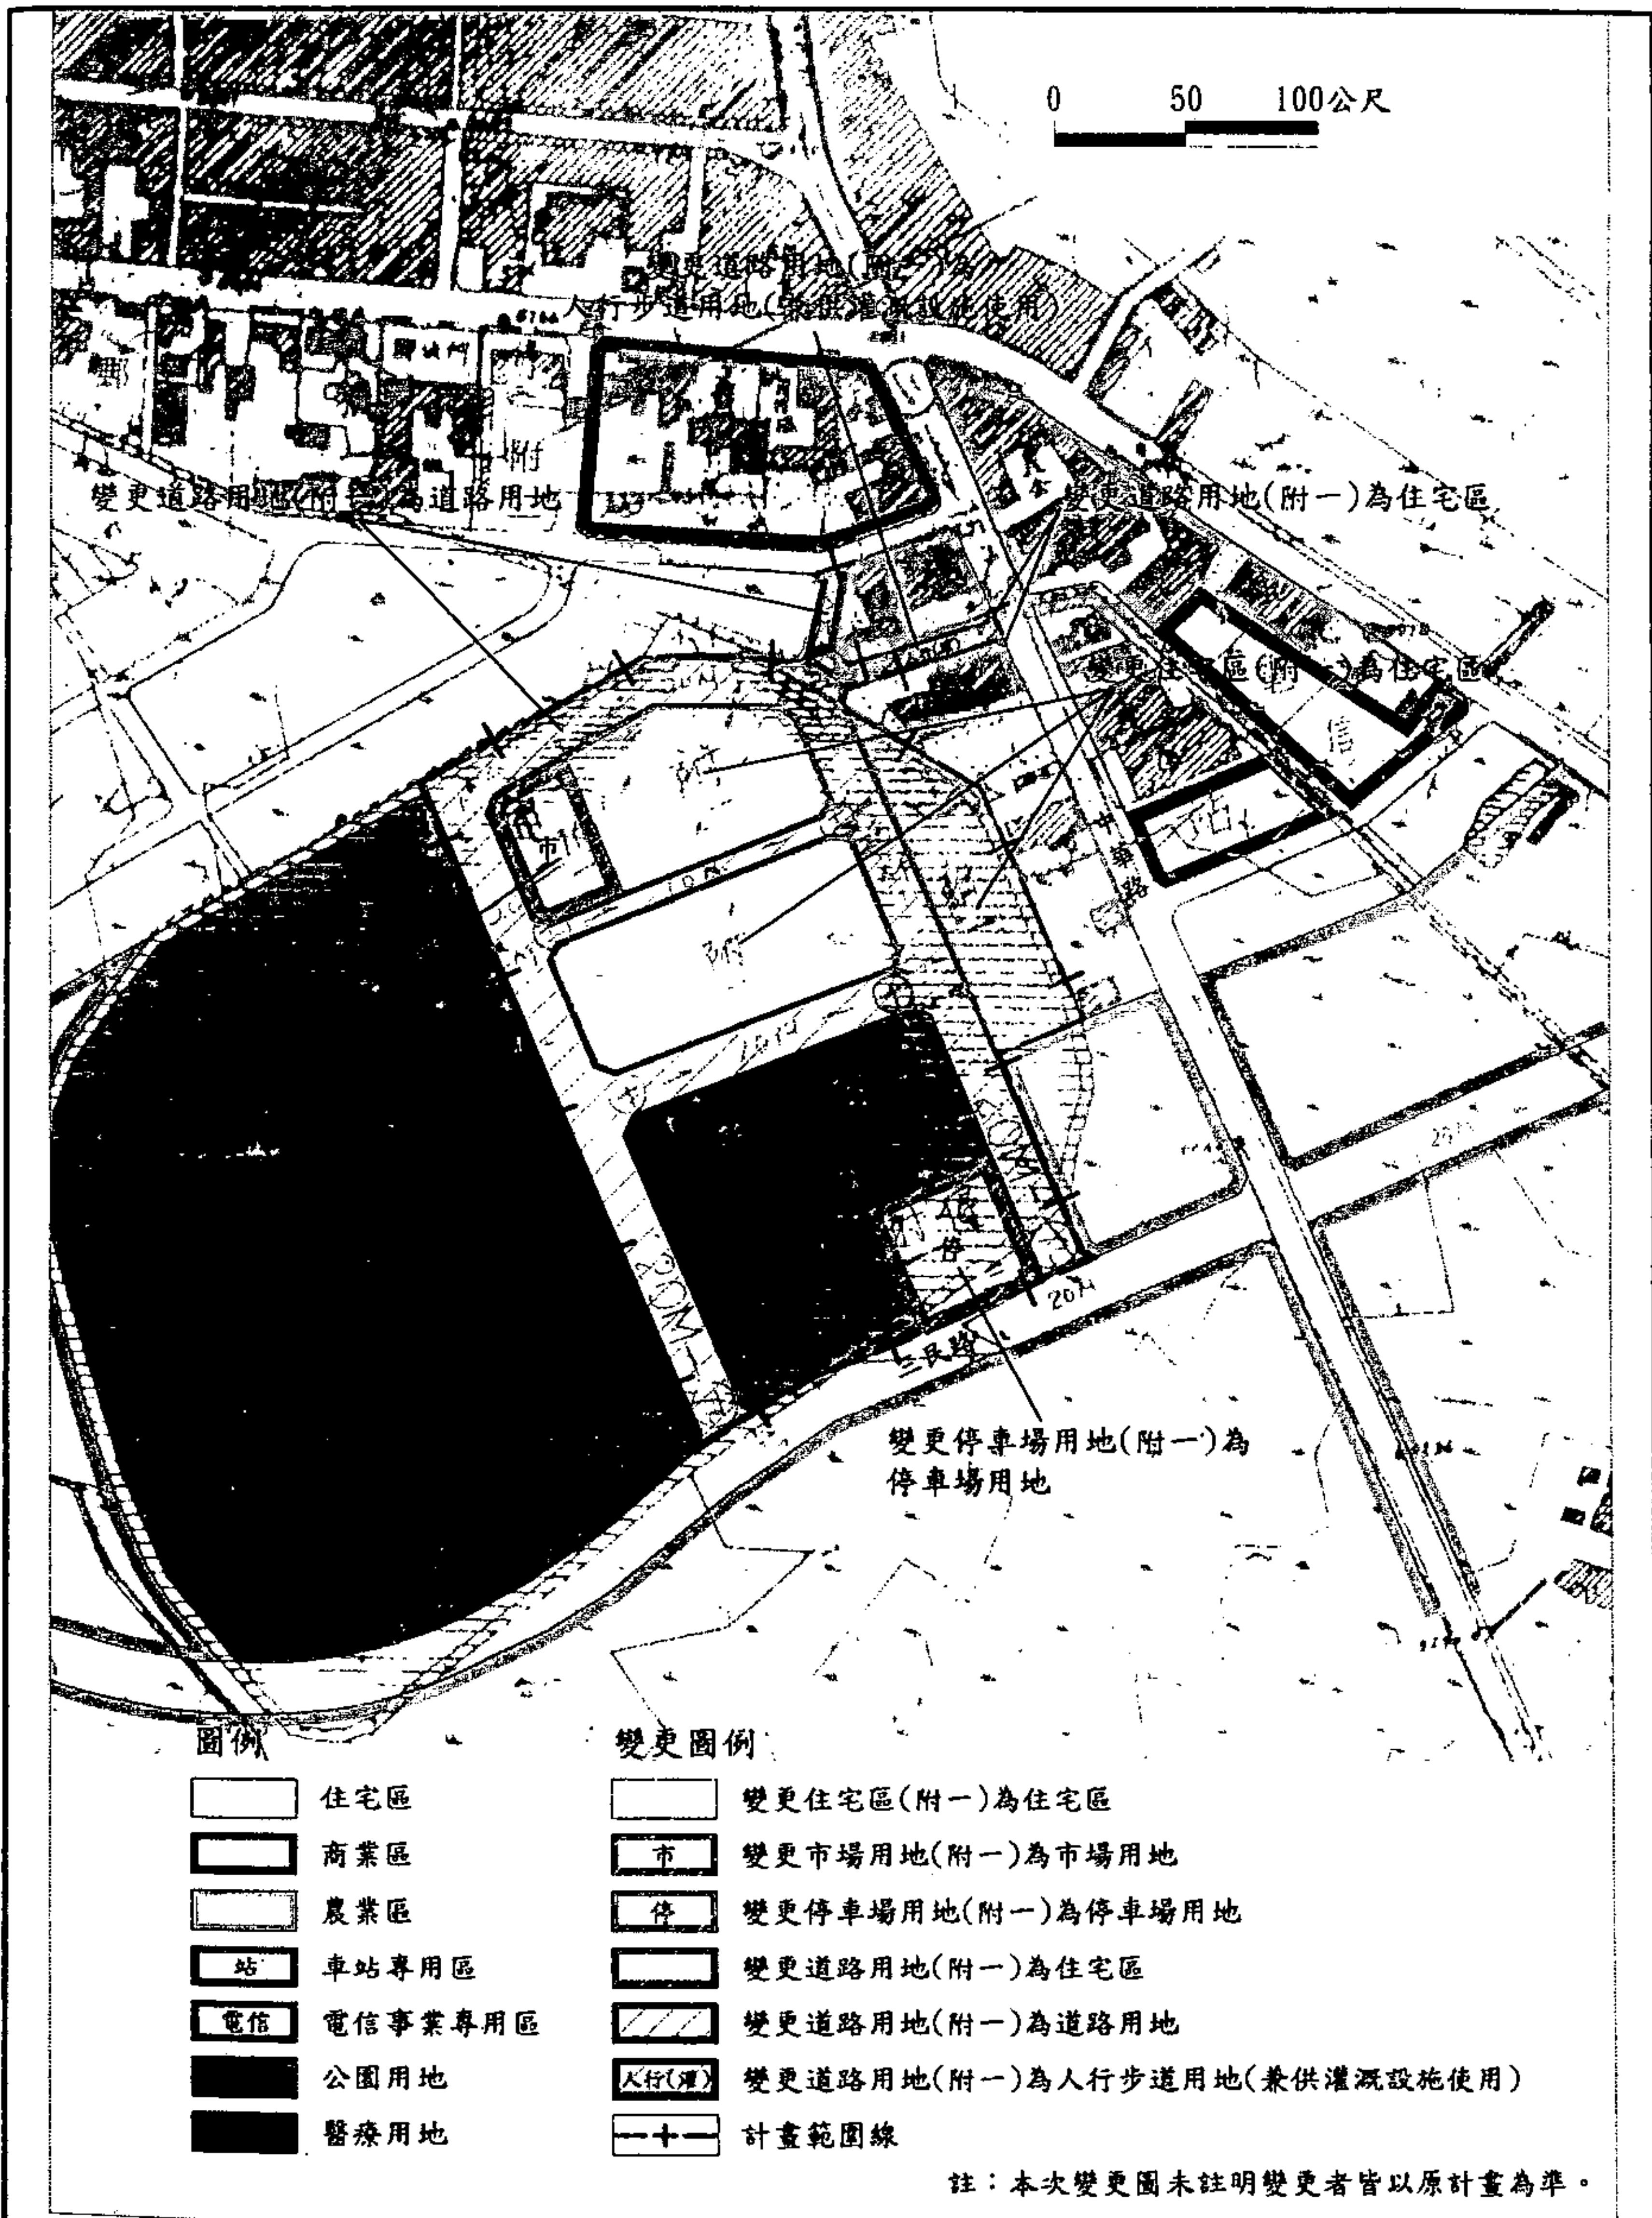 0 50 100公尺
變更道路用地(附一)為
人行步道用地(兼供灌溉設施使用)
郵
附
變更道路用地(附一)為道路用地
變更道路用地(附一)為住宅區
變更住宅區(附一)為住宅區
信
站
附
市
10M
中
華
路
附
15M
20M
20M
20M
附
停
20M
三民路
變更停車場用地(附一)為
停車場用地
圖例
住宅區
商業區
農業區
站 車站專用區
電信 電信事業專用區
公園用地
醫療用地
變更圖例
變更住宅區(附一)為住宅區
市 變更市場用地(附一)為市場用地
停 變更停車場用地(附一)為停車場用地
變更道路用地(附一)為住宅區
變更道路用地(附一)為道路用地
人行(灌) 變更道路用地(附一)為人行步道用地(兼供灌溉設施使用)
計畫範圍線
註：本次變更圖未註明變更者皆以原計畫為準。